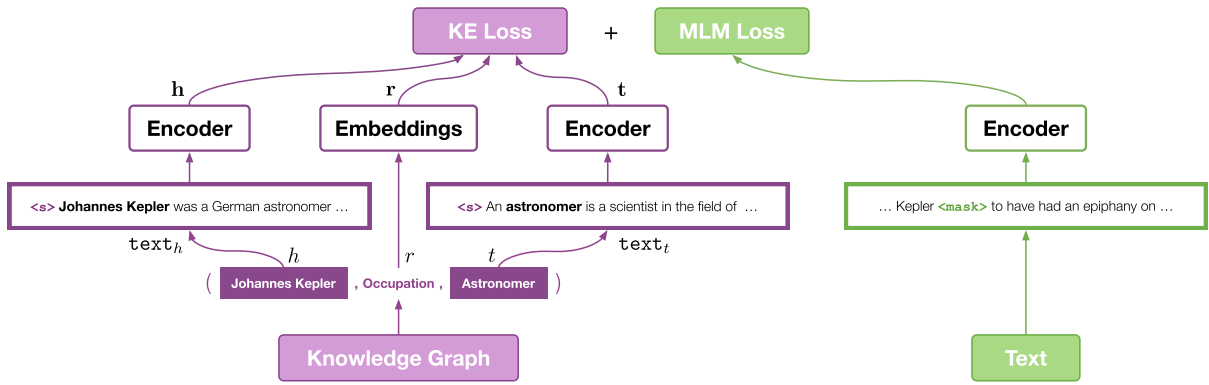 KE Loss + MLM Loss
h r t
Encoder Embeddings Encoder Encoder
<s> Johannes Kepler was a German astronomer ...
<s> An astronomer is a scientist in the field of ...
... Kepler <mask> to have had an epiphany on ...
text_h h r t text_t
( Johannes Kepler , Occupation , Astronomer )
Knowledge Graph
Text